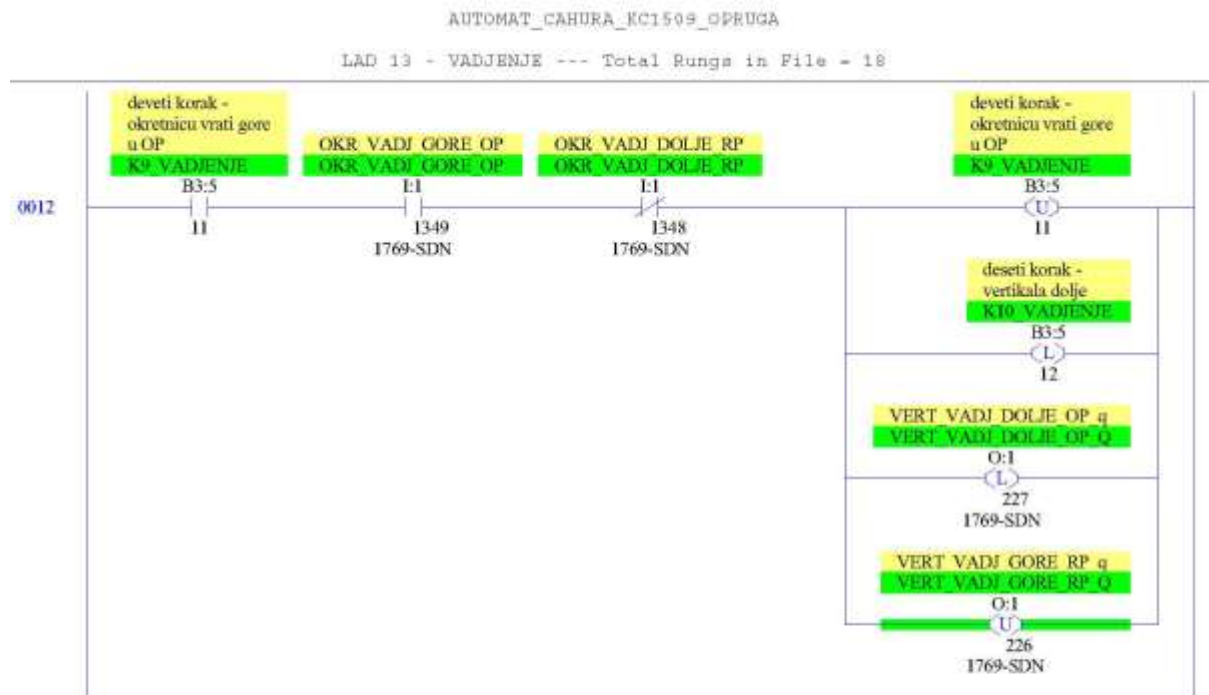 AUTOMAT_CAHURA_KC1509_OPRUGA
LAD 13 - VADJENJE --- Total Rungs in File = 18
deveti korak -
okretnicu vrati gore
u OP
K9_VADJENJE
B3:5
11
OKR_VADJ_GORE_OP
OKR_VADJ_GORE_OP
I:1
1349
1769-SDN
OKR_VADJ_DOLJE_RP
OKR_VADJ_DOLJE_RP
I:1
1348
1769-SDN
deveti korak -
okretnicu vrati gore
u OP
K9_VADJENJE
B3:5
U
11
0012
deseti korak -
vertikala dolje
K10_VADJENJE
B3:5
L
12
VERT_VADJ_DOLJE_OP_q
VERT_VADJ_DOLJE_OP_Q
O:1
L
227
1769-SDN
VERT_VADJ_GORE_RP_q
VERT_VADJ_GORE_RP_Q
O:1
U
226
1769-SDN